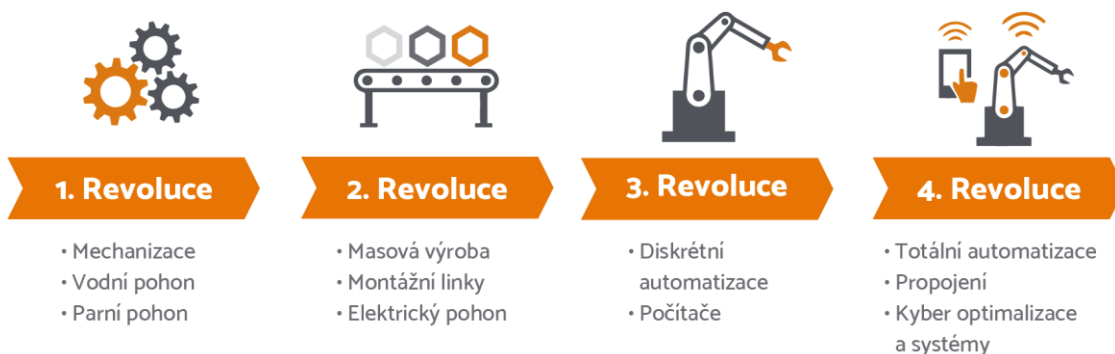 1. Revoluce
• Mechanizace
• Vodní pohon
• Parní pohon
2. Revoluce
• Masová výroba
• Montážní linky
• Elektrický pohon
3. Revoluce
• Diskrétní
automatizace
• Počítače
4. Revoluce
• Totální automatizace
• Propojení
• Kyber optimalizace
a systémy